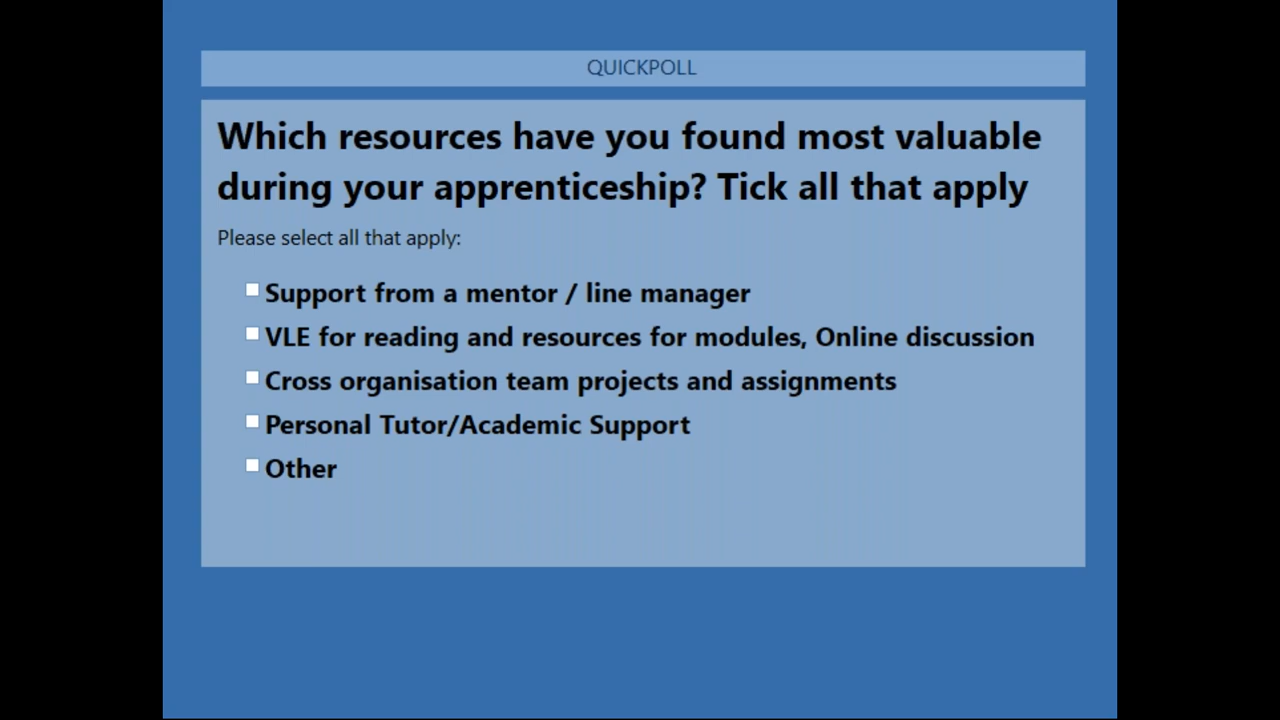 QUICKPOLL
Which resources have you found most valuable
during your apprenticeship? Tick all that apply
Please select all that apply:
Support from a mentor / line manager
VLE for reading and resources for modules, Online discussion
Cross organisation team projects and assignments
Personal Tutor/Academic Support
Other